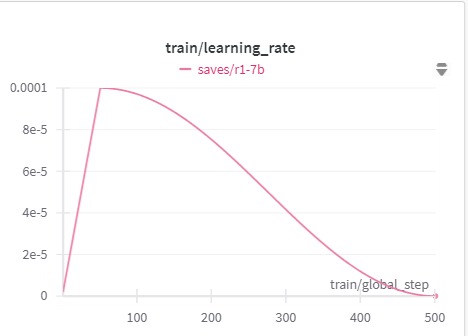 train/learning_rate
saves/r1-7b
0.0001
8e-5
6e-5
4e-5
2e-5
0
train/global_step
100 200 300 400 500